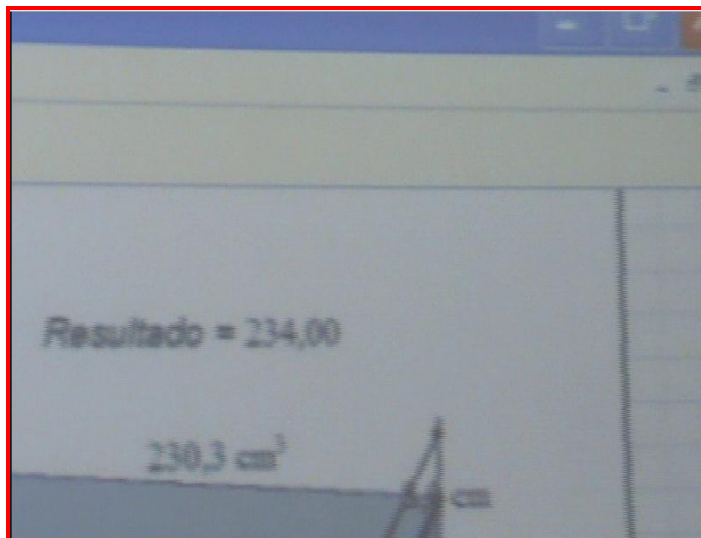 Resultado = 234,00
230,3 cm³
cm